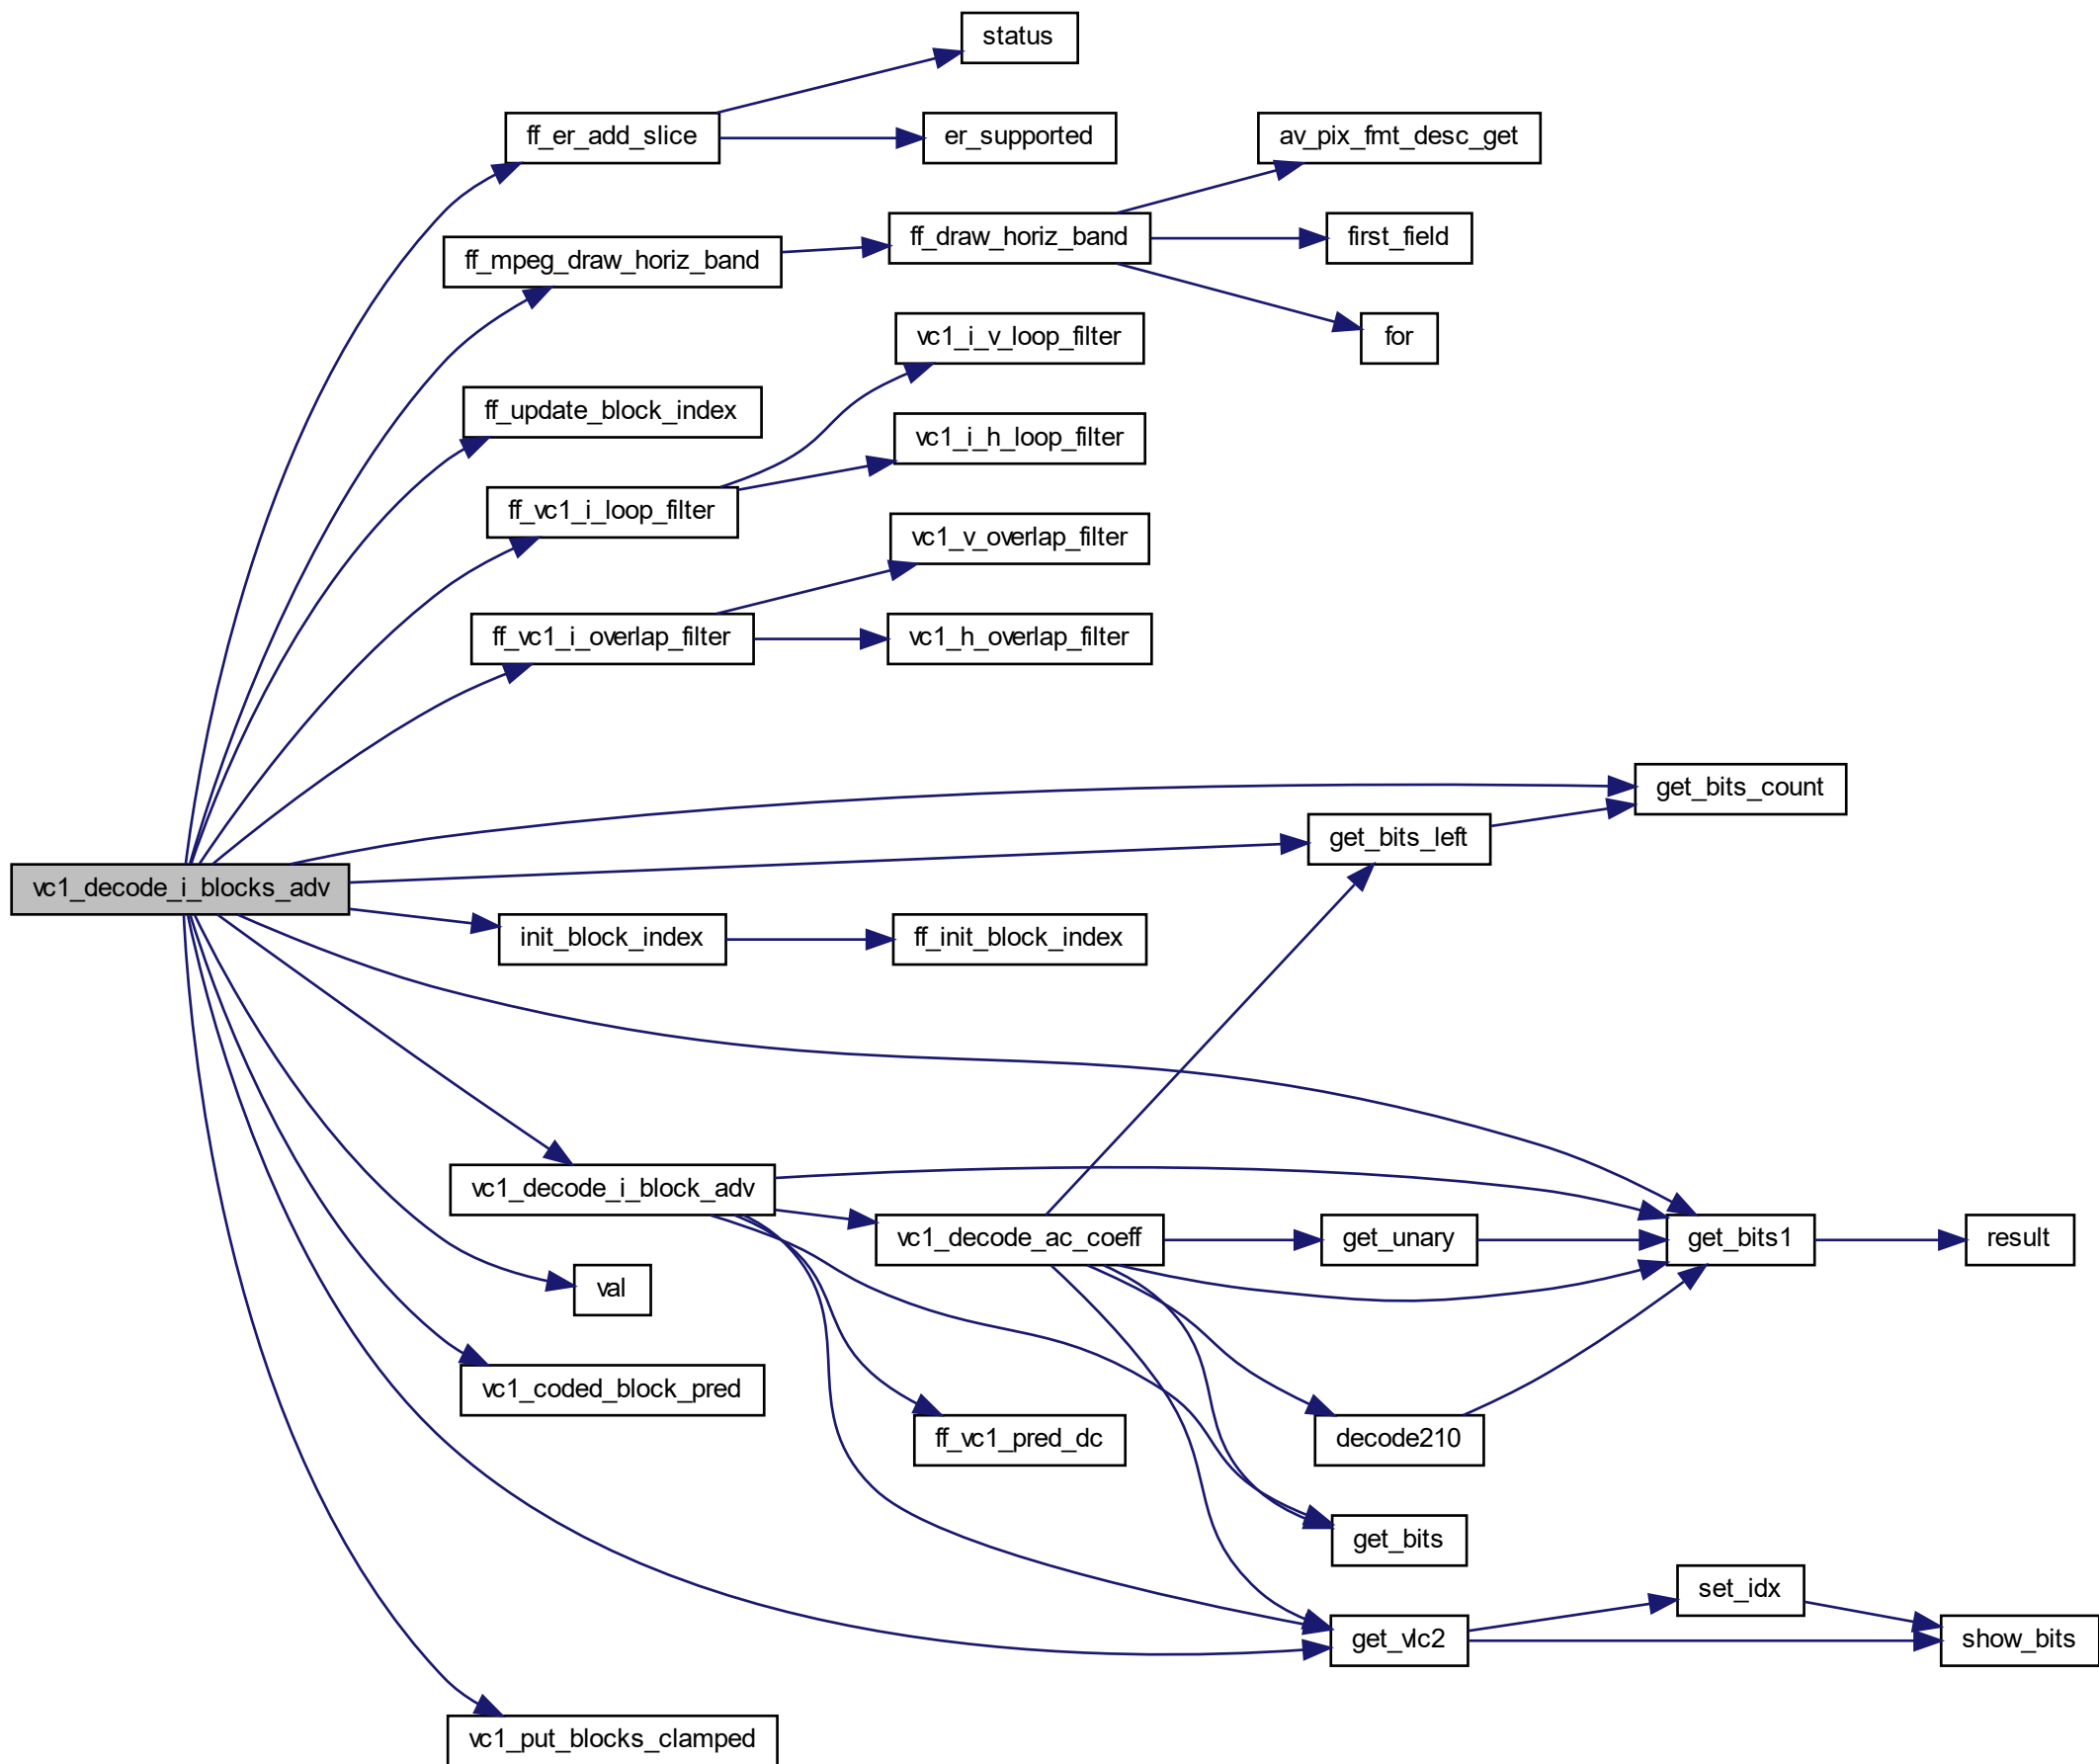 status
ff_er_add_slice
er_supported
av_pix_fmt_desc_get
ff_mpeg_draw_horiz_band
ff_draw_horiz_band
first_field
for
vc1_i_v_loop_filter
ff_update_block_index
vc1_i_h_loop_filter
ff_vc1_i_loop_filter
vc1_v_overlap_filter
ff_vc1_i_overlap_filter
vc1_h_overlap_filter
get_bits_count
get_bits_left
vc1_decode_i_blocks_adv
init_block_index
ff_init_block_index
vc1_decode_i_block_adv
vc1_decode_ac_coeff
get_unary
get_bits1
result
val
vc1_coded_block_pred
ff_vc1_pred_dc
decode210
get_bits
set_idx
get_vlc2
show_bits
vc1_put_blocks_clamped